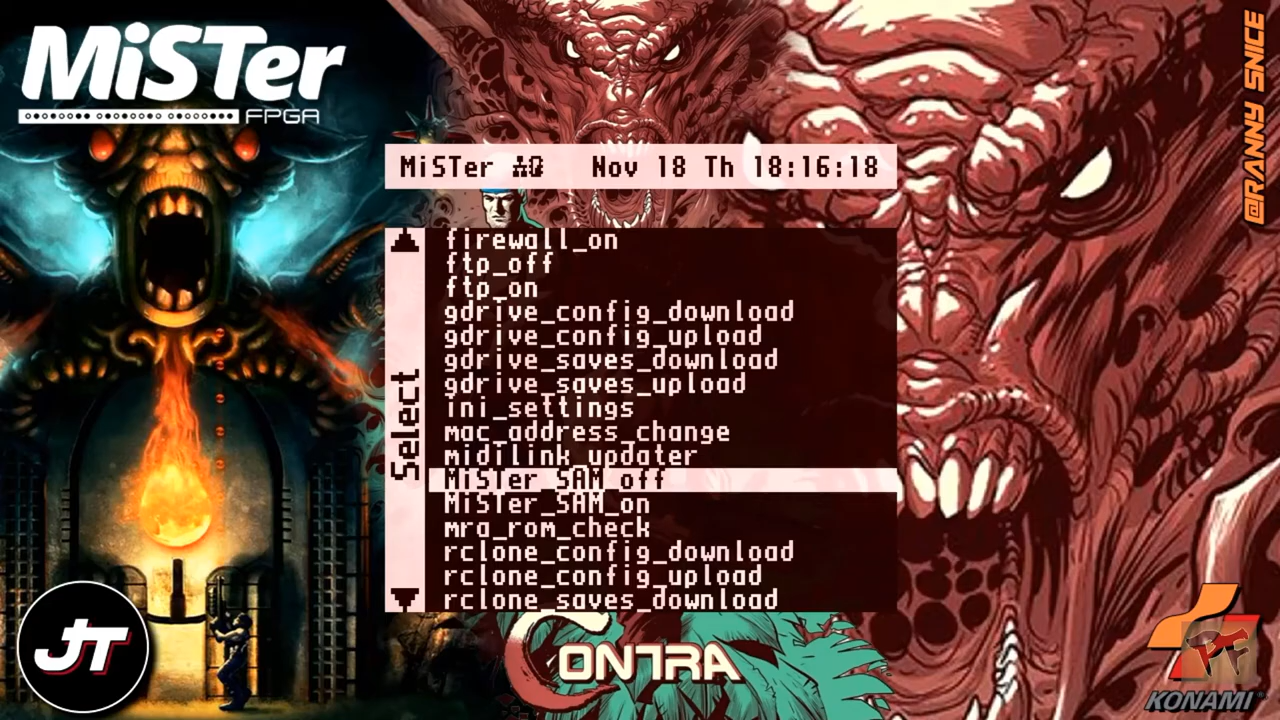 MiSTer
FPGA
@RANNY SNICE
MiSTer Nov 18 Th 18:16:18
Select
firewall_on
ftp_off
ftp_on
gdrive_config_download
gdrive_config_upload
gdrive_saves_download
gdrive_saves_upload
ini_settings
mac_address_change
midilink_updater
MiSTer_SAM_off
MiSTer_SAM_on
mra_rom_check
rclone_config_download
rclone_config_upload
rclone_saves_download
JT
CONTRA
PF
KONAMI